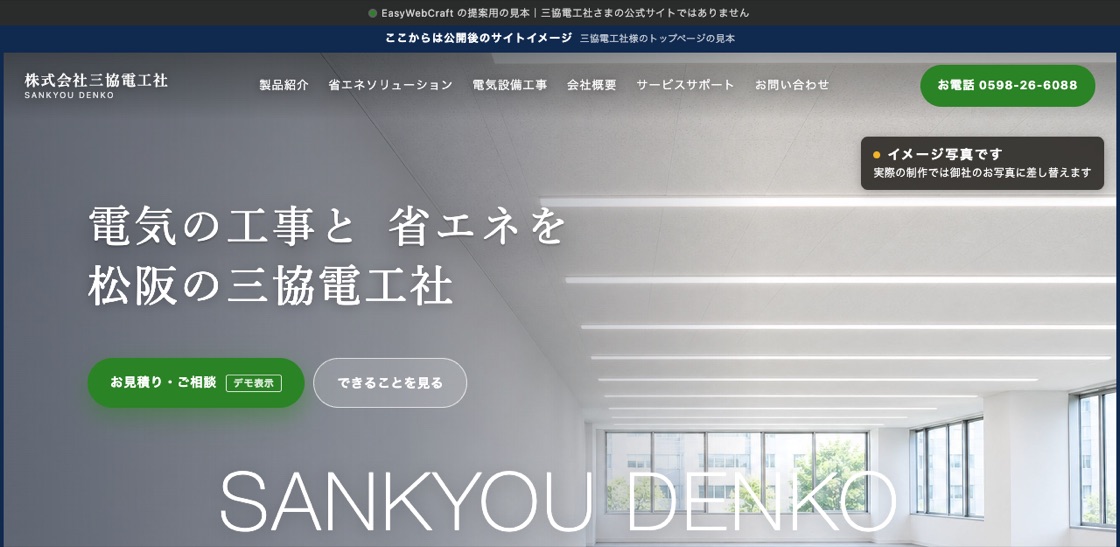 EasyWebCraft の提案用の見本｜三協電工社さまの公式サイトではありません
ここからは公開後のサイトイメージ 三協電工社様のトップページの見本
株式会社三協電工社
SANKYOU DENKO
製品紹介 省エネソリューション 電気設備工事 会社概要 サービスサポート お問い合わせ
お電話 0598-26-6088
イメージ写真です
実際の制作では御社のお写真に差し替えます
電気の工事と 省エネを
松阪の三協電工社
お見積り・ご相談 デモ表示
できることを見る
SANKYOU DENKO